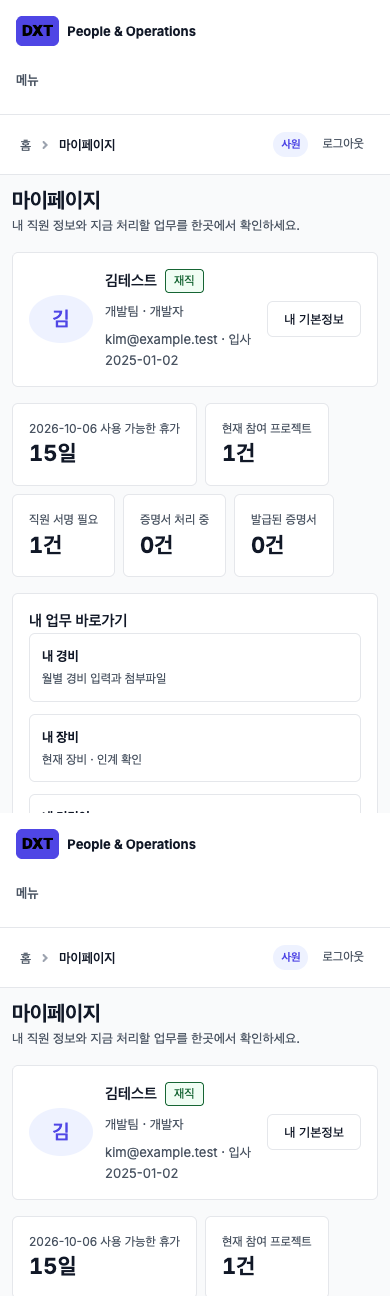 DXT People & Operations
메뉴
홈 > 마이페이지 사원 로그아웃
마이페이지
내 직원 정보와 지금 처리할 업무를 한곳에서 확인하세요.
김
김테스트 재직
개발팀 · 개발자
kim@example.test · 입사
2025-01-02
내 기본정보
2026-10-06 사용 가능한 휴가
15일
현재 참여 프로젝트
1건
직원 서명 필요
1건
증명서 처리 중
0건
발급된 증명서
0건
내 업무 바로가기
내 경비
월별 경비 입력과 첨부파일
내 장비
현재 장비 · 인계 확인
DXT People & Operations
메뉴
홈 > 마이페이지 사원 로그아웃
마이페이지
내 직원 정보와 지금 처리할 업무를 한곳에서 확인하세요.
김
김테스트 재직
개발팀 · 개발자
kim@example.test · 입사
2025-01-02
내 기본정보
2026-10-06 사용 가능한 휴가
15일
현재 참여 프로젝트
1건